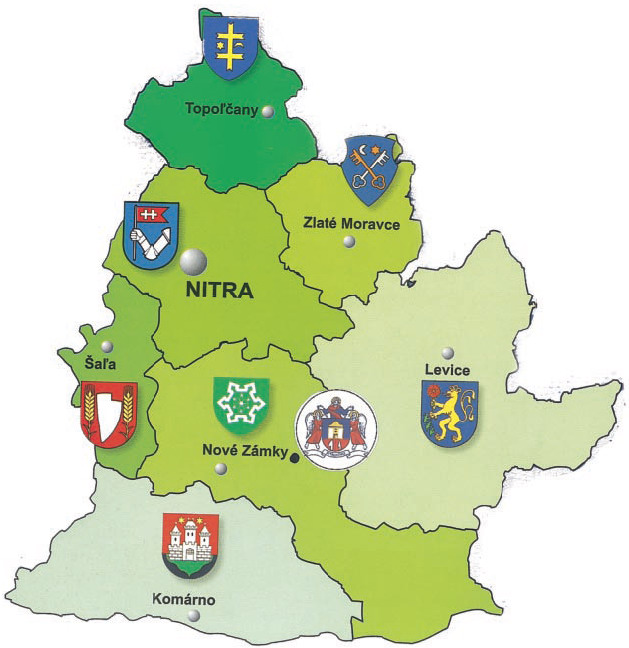 Topoľčany
Zlaté Moravce
NITRA
Šaľa
Levice
Nové Zámky
Komárno